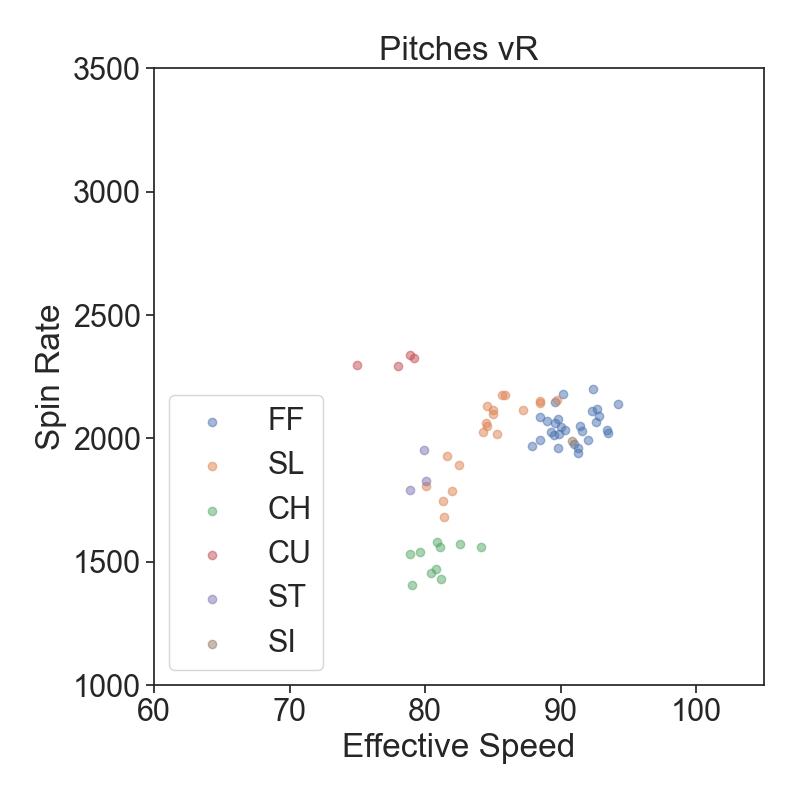 Pitches vR
3500
3000
2500
2000
1500
1000
Spin Rate
FF
SL
CH
CU
ST
SI
60 70 80 90 100
Effective Speed